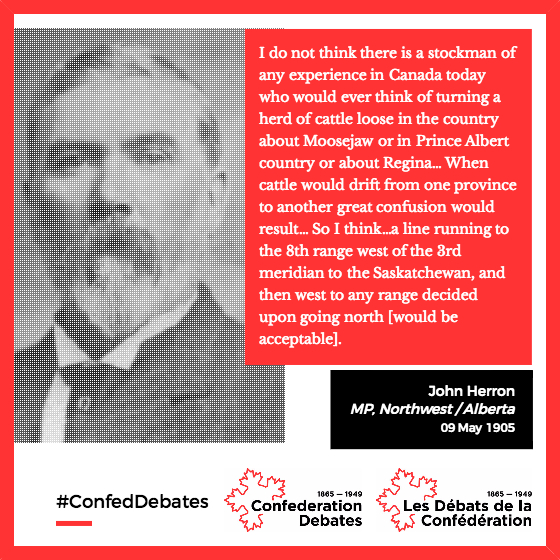 I do not think there is a stockman of
any experience in Canada today
who would ever think of turning a
herd of cattle loose in the country
about Moosejaw or in Prince Albert
country or about Regina... When
cattle would drift from one province
to another great confusion would
result... So I think...a line running to
the 8th range west of the 3rd
meridian to the Saskatchewan, and
then west to any range decided
upon going north [would be
acceptable].
John Herron
MP, Northwest / Alberta
09 May 1905
#ConfedDebates
1865 — 1949
Confederation
Debates
1865 — 1949
Les Débats de la
Confédération